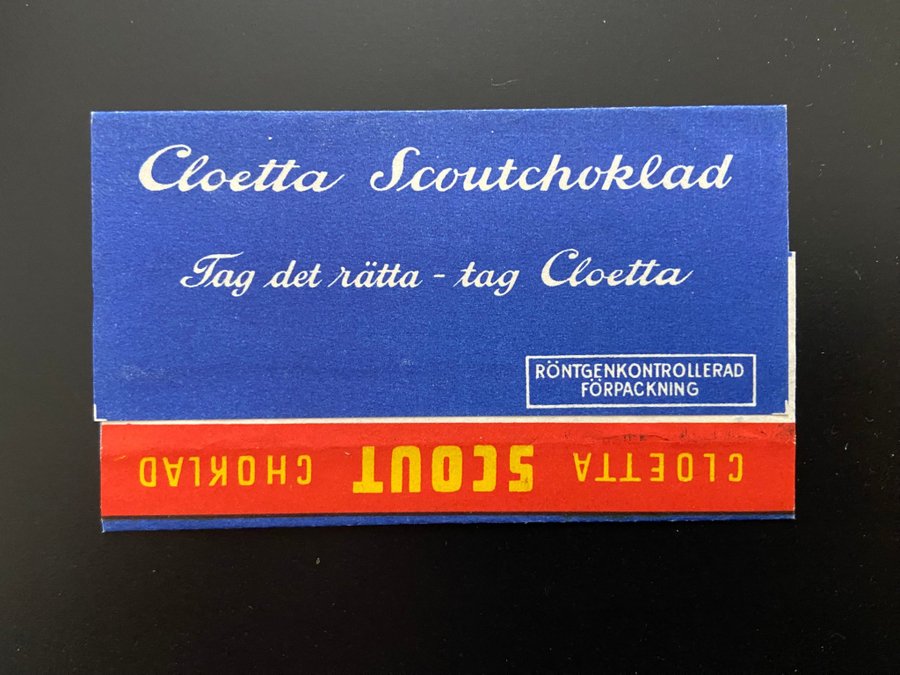 Cloetta Scoutchoklad
Tag det rätta - tag Cloetta
RÖNTGENKONTROLLERAD
FÖRPACKNING
CLOETTA SCOUT CHOKLAD